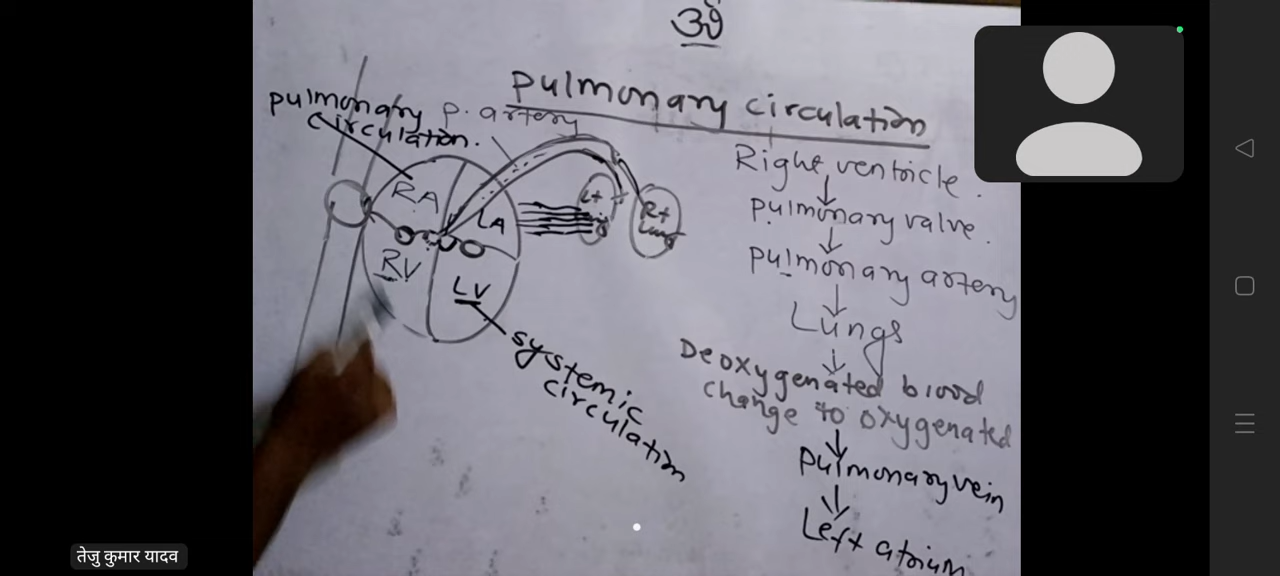 ॐ
Pulmonary circulation
pulmonary
circulation.
p. artery
RA
LA
RV
LV
Lt
Rt
Lung
systemic
circulation
Right ventricle.
↓
pulmonary valve.
↓
pulmonary artery
↓
Lungs
↓
Deoxygenated blood
change to oxygenated
↓
pulmonary vein
↓
Left atrium
तेजु कुमार यादव